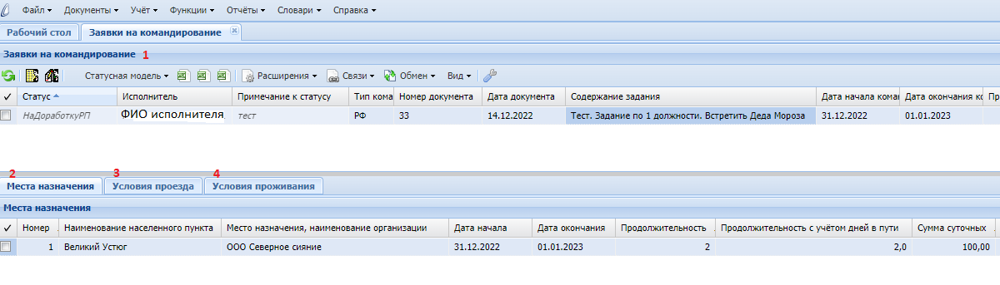 Файл Документы Учёт Функции Отчёты Словари Справка
Рабочий стол Заявки на командирование
Заявки на командирование 1
Статусная модель Расширения Связи Обмен Вид
Статус Исполнитель Примечание к статусу Тип кома Номер документа Дата документа Содержание задания Дата начала коман Дата окончания ко Пр
НаДоработкуРП ФИО исполнителя тест РФ 33 14.12.2022 Тест. Задание по 1 должности. Встретить Деда Мороза 31.12.2022 01.01.2023
2 3 4
Места назначения Условия проезда Условия проживания
Места назначения
Номер Наименование населенного пункта Место назначения, наименование организации Дата начала Дата окончания Продолжительность Продолжительность с учётом дней в пути Сумма суточных
1 Великий Устюг ООО Северное сияние 31.12.2022 01.01.2023 2 2,0 100,00